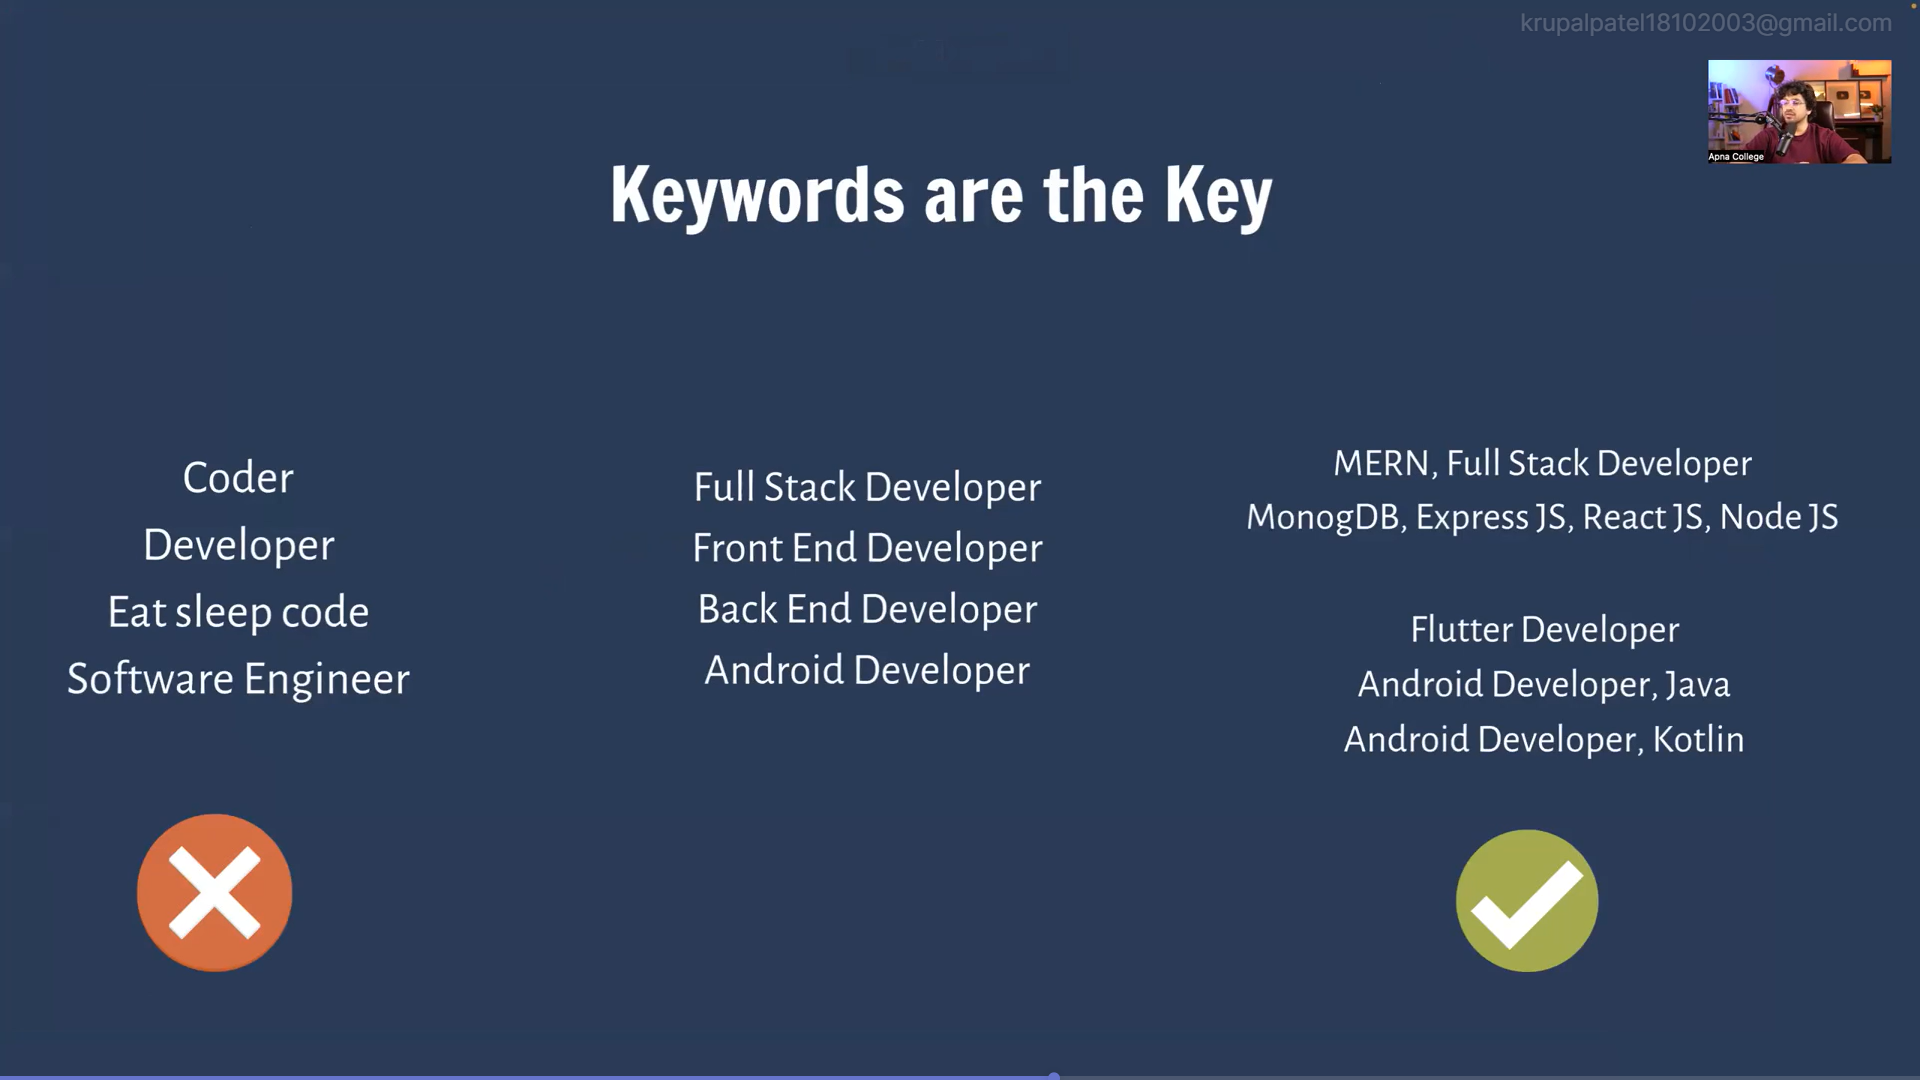 krupalpatel18102003@gmail.com
Apna College
Keywords are the Key
Coder
Developer
Eat sleep code
Software Engineer
Full Stack Developer
Front End Developer
Back End Developer
Android Developer
MERN, Full Stack Developer
MonogDB, Express JS, React JS, Node JS
Flutter Developer
Android Developer, Java
Android Developer, Kotlin